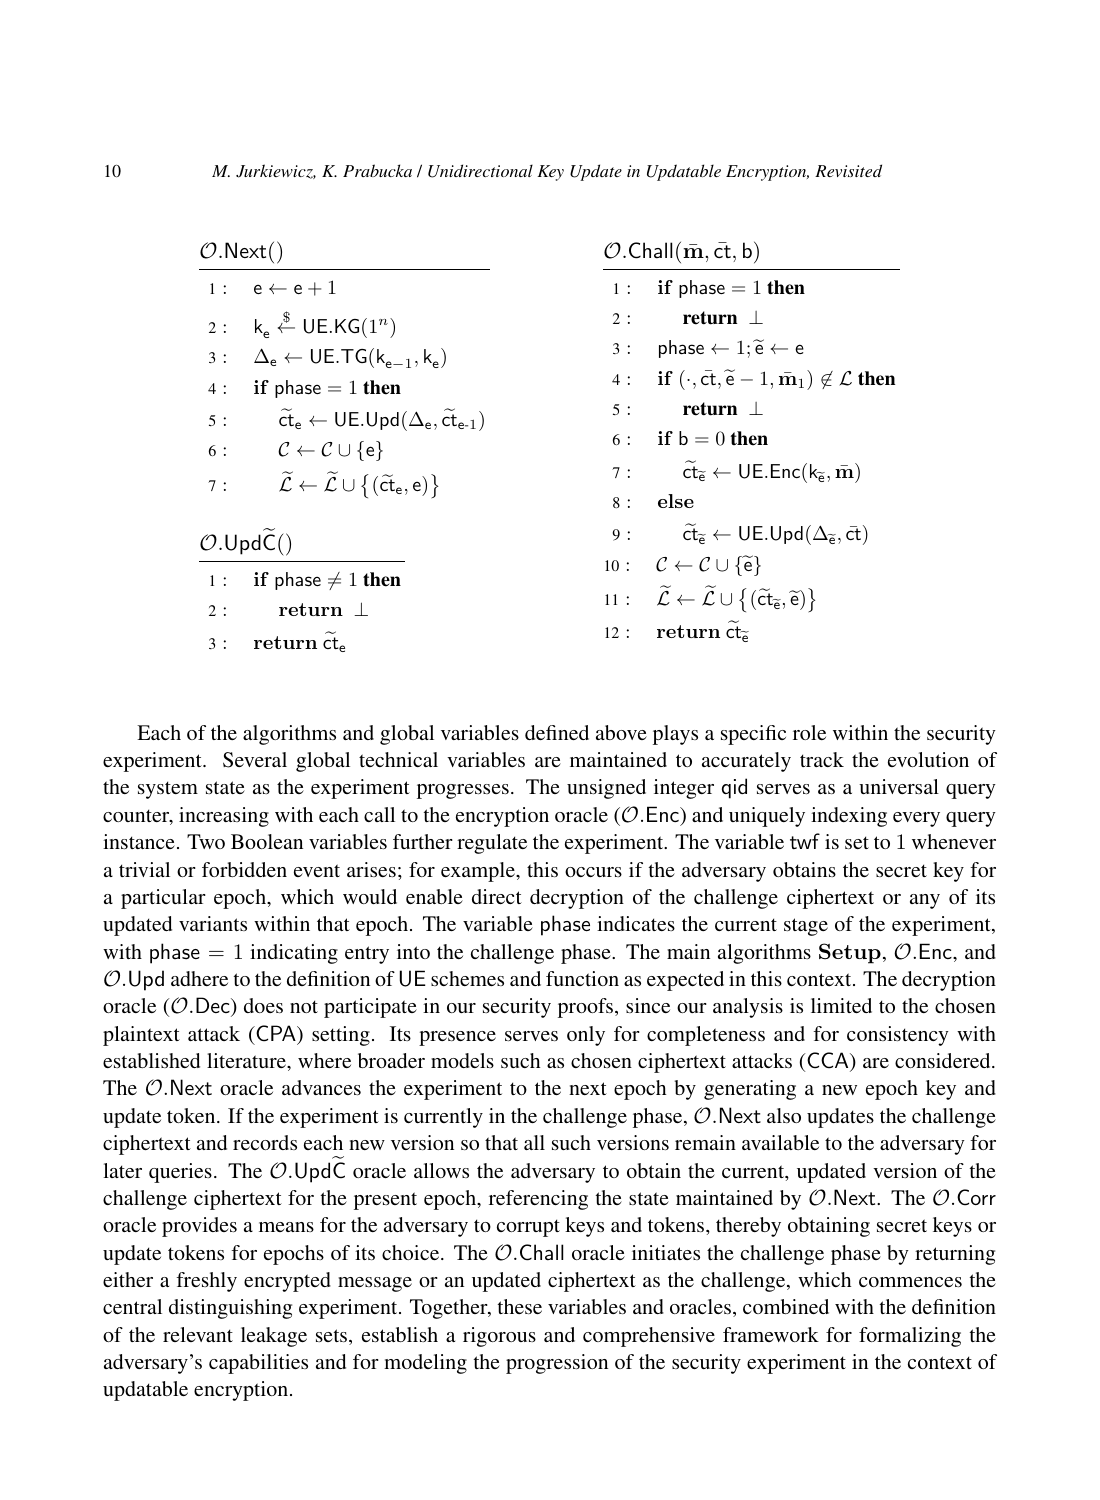 10 M. Jurkiewicz, K. Prabucka / Unidirectional Key Update in Updatable Encryption, Revisited
𝒪.Next()
1 : e ← e + 1
2 : k_e ←$ UE.KG(1^n)
3 : Δ_e ← UE.TG(k_{e−1}, k_e)
4 : if phase = 1 then
5 : c͠t_e ← UE.Upd(Δ_e, c͠t_{e-1})
6 : 𝒞 ← 𝒞 ∪ {e}
7 : ℒ̃ ← ℒ̃ ∪ {(c͠t_e, e)}
𝒪.UpdC̃()
1 : if phase ≠ 1 then
2 : return ⊥
3 : return c͠t_e
𝒪.Chall(m̄, c̄t, b)
1 : if phase = 1 then
2 : return ⊥
3 : phase ← 1; ẽ ← e
4 : if (·, c̄t, ẽ − 1, m̄_1) ∉ ℒ then
5 : return ⊥
6 : if b = 0 then
7 : c͠t_ẽ ← UE.Enc(k_ẽ, m̄)
8 : else
9 : c͠t_ẽ ← UE.Upd(Δ_ẽ, c̄t)
10 : 𝒞 ← 𝒞 ∪ {ẽ}
11 : ℒ̃ ← ℒ̃ ∪ {(c͠t_ẽ, ẽ)}
12 : return c͠t_ẽ
Each of the algorithms and global variables defined above plays a specific role within the security
experiment. Several global technical variables are maintained to accurately track the evolution of
the system state as the experiment progresses. The unsigned integer qid serves as a universal query
counter, increasing with each call to the encryption oracle (𝒪.Enc) and uniquely indexing every query
instance. Two Boolean variables further regulate the experiment. The variable twf is set to 1 whenever
a trivial or forbidden event arises; for example, this occurs if the adversary obtains the secret key for
a particular epoch, which would enable direct decryption of the challenge ciphertext or any of its
updated variants within that epoch. The variable phase indicates the current stage of the experiment,
with phase = 1 indicating entry into the challenge phase. The main algorithms Setup, 𝒪.Enc, and
𝒪.Upd adhere to the definition of UE schemes and function as expected in this context. The decryption
oracle (𝒪.Dec) does not participate in our security proofs, since our analysis is limited to the chosen
plaintext attack (CPA) setting. Its presence serves only for completeness and for consistency with
established literature, where broader models such as chosen ciphertext attacks (CCA) are considered.
The 𝒪.Next oracle advances the experiment to the next epoch by generating a new epoch key and
update token. If the experiment is currently in the challenge phase, 𝒪.Next also updates the challenge
ciphertext and records each new version so that all such versions remain available to the adversary for
later queries. The 𝒪.UpdC̃ oracle allows the adversary to obtain the current, updated version of the
challenge ciphertext for the present epoch, referencing the state maintained by 𝒪.Next. The 𝒪.Corr
oracle provides a means for the adversary to corrupt keys and tokens, thereby obtaining secret keys or
update tokens for epochs of its choice. The 𝒪.Chall oracle initiates the challenge phase by returning
either a freshly encrypted message or an updated ciphertext as the challenge, which commences the
central distinguishing experiment. Together, these variables and oracles, combined with the definition
of the relevant leakage sets, establish a rigorous and comprehensive framework for formalizing the
adversary's capabilities and for modeling the progression of the security experiment in the context of
updatable encryption.